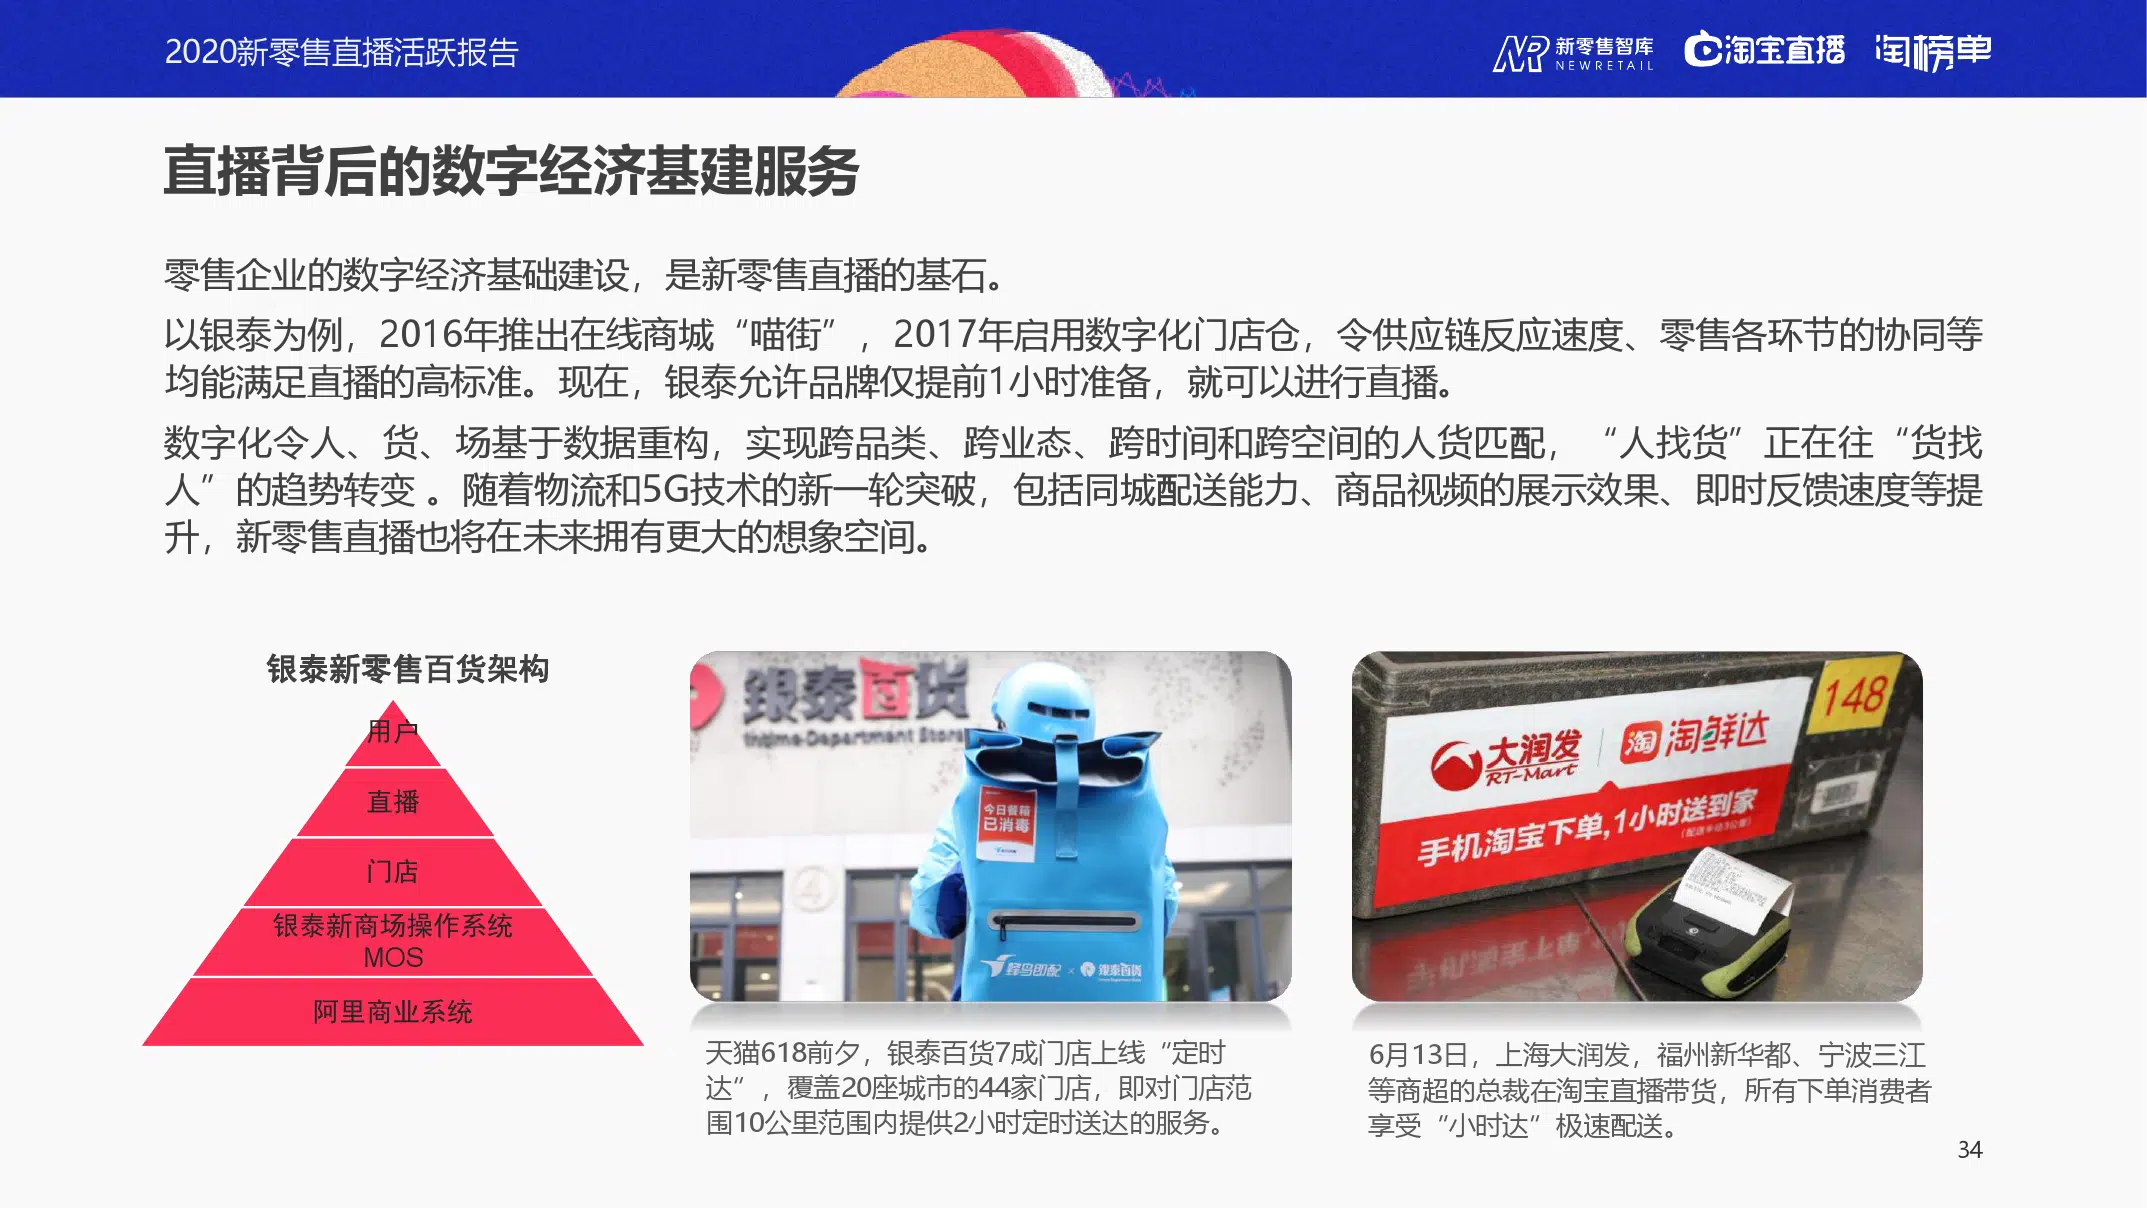 2020新零售直播活跃报告
NR 新零售智库
NEWRETAIL
淘宝直播
淘榜单
直播背后的数字经济基建服务
零售企业的数字经济基础建设，是新零售直播的基石。
以银泰为例，2016年推出在线商城“喵街”，2017年启用数字化门店仓，令供应链反应速度、零售各环节的协同等
均能满足直播的高标准。现在，银泰允许品牌仅提前1小时准备，就可以进行直播。
数字化令人、货、场基于数据重构，实现跨品类、跨业态、跨时间和跨空间的人货匹配，“人找货”正在往“货找
人”的趋势转变 。随着物流和5G技术的新一轮突破，包括同城配送能力、商品视频的展示效果、即时反馈速度等提
升，新零售直播也将在未来拥有更大的想象空间。
银泰新零售百货架构
用户
直播
门店
银泰新商场操作系统
MOS
阿里商业系统
银泰百货
Intime Department Store
今日餐箱
已消毒
蜂鸟即配 × 银泰百货
④
天猫618前夕，银泰百货7成门店上线“定时
达”，覆盖20座城市的44家门店，即对门店范
围10公里范围内提供2小时定时送达的服务。
148
大润发
RT-Mart
淘 淘鲜达
手机淘宝下单,1小时送到家
6月13日，上海大润发，福州新华都、宁波三江
等商超的总裁在淘宝直播带货，所有下单消费者
享受“小时达”极速配送。
34